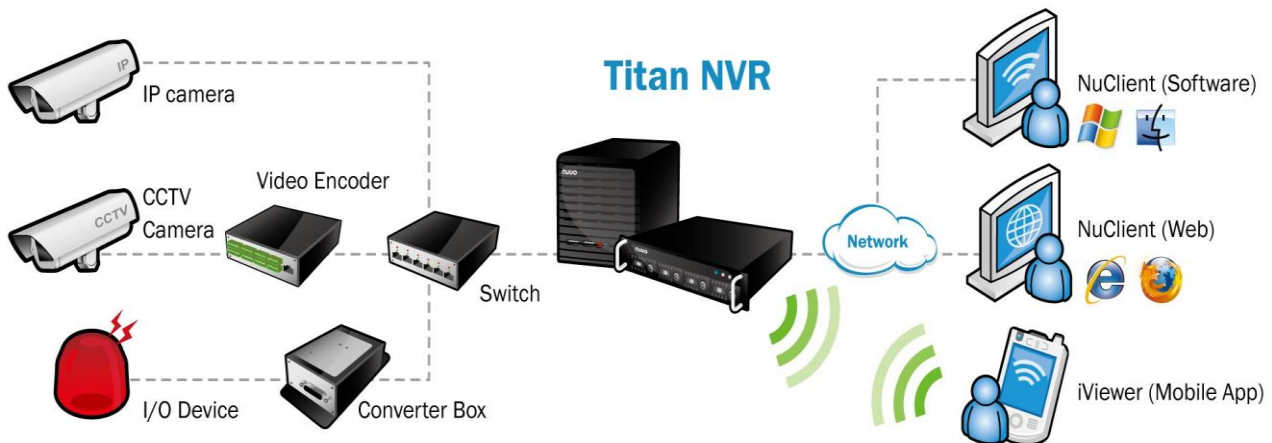 Titan NVR
IP
IP camera
CCTV
CCTV
Camera
Video Encoder
Switch
I/O Device
Converter Box
nuuo
nuuo
Network
NuClient (Software)
NuClient (Web)
iViewer (Mobile App)